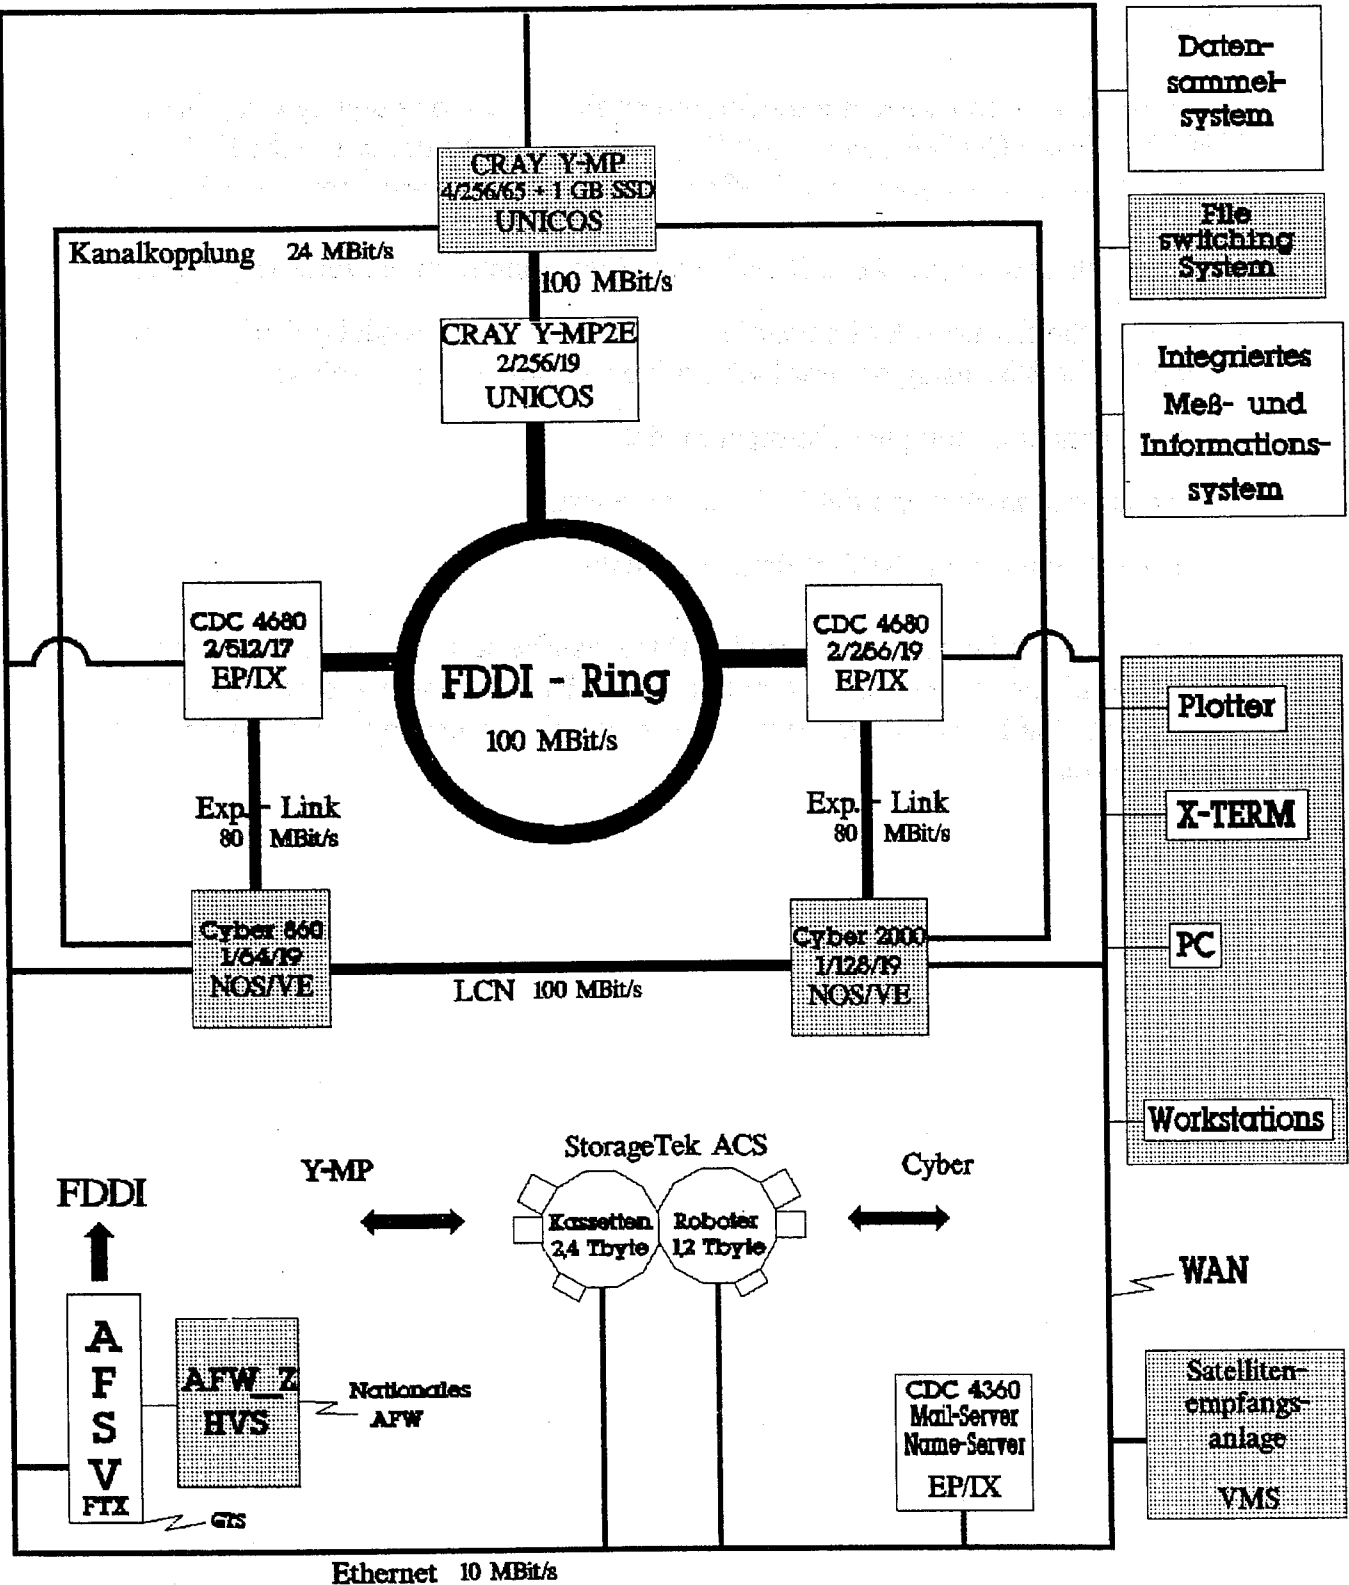 Daten-
sammel-
system
CRAY Y-MP
4/256/65 + 1 GB SSD
UNICOS
File
switching
System
Kanalkopplung 24 MBit/s
100 MBit/s
CRAY Y-MP2E
2/256/19
UNICOS
Integriertes
Meß- und
Informations-
system
CDC 4680
2/512/17
EP/IX
FDDI - Ring
100 MBit/s
CDC 4680
2/256/19
EP/IX
Plotter
X-TERM
PC
Workstations
Exp. - Link
80 MBit/s
Exp. - Link
80 MBit/s
Cyber 860
1/64/19
NOS/VE
LCN 100 MBit/s
Cyber 2000
1/128/19
NOS/VE
StorageTek ACS
Y-MP
Cyber
Kassetten
2,4 Tbyte
Roboter
1,2 Tbyte
FDDI
A
F
S
V
FTX
GTS
AFW_Z
HVS
Nationales
AFW
WAN
CDC 4360
Mail-Server
Name-Server
EP/IX
Satelliten-
empfangs-
anlage
VMS
Ethernet 10 MBit/s